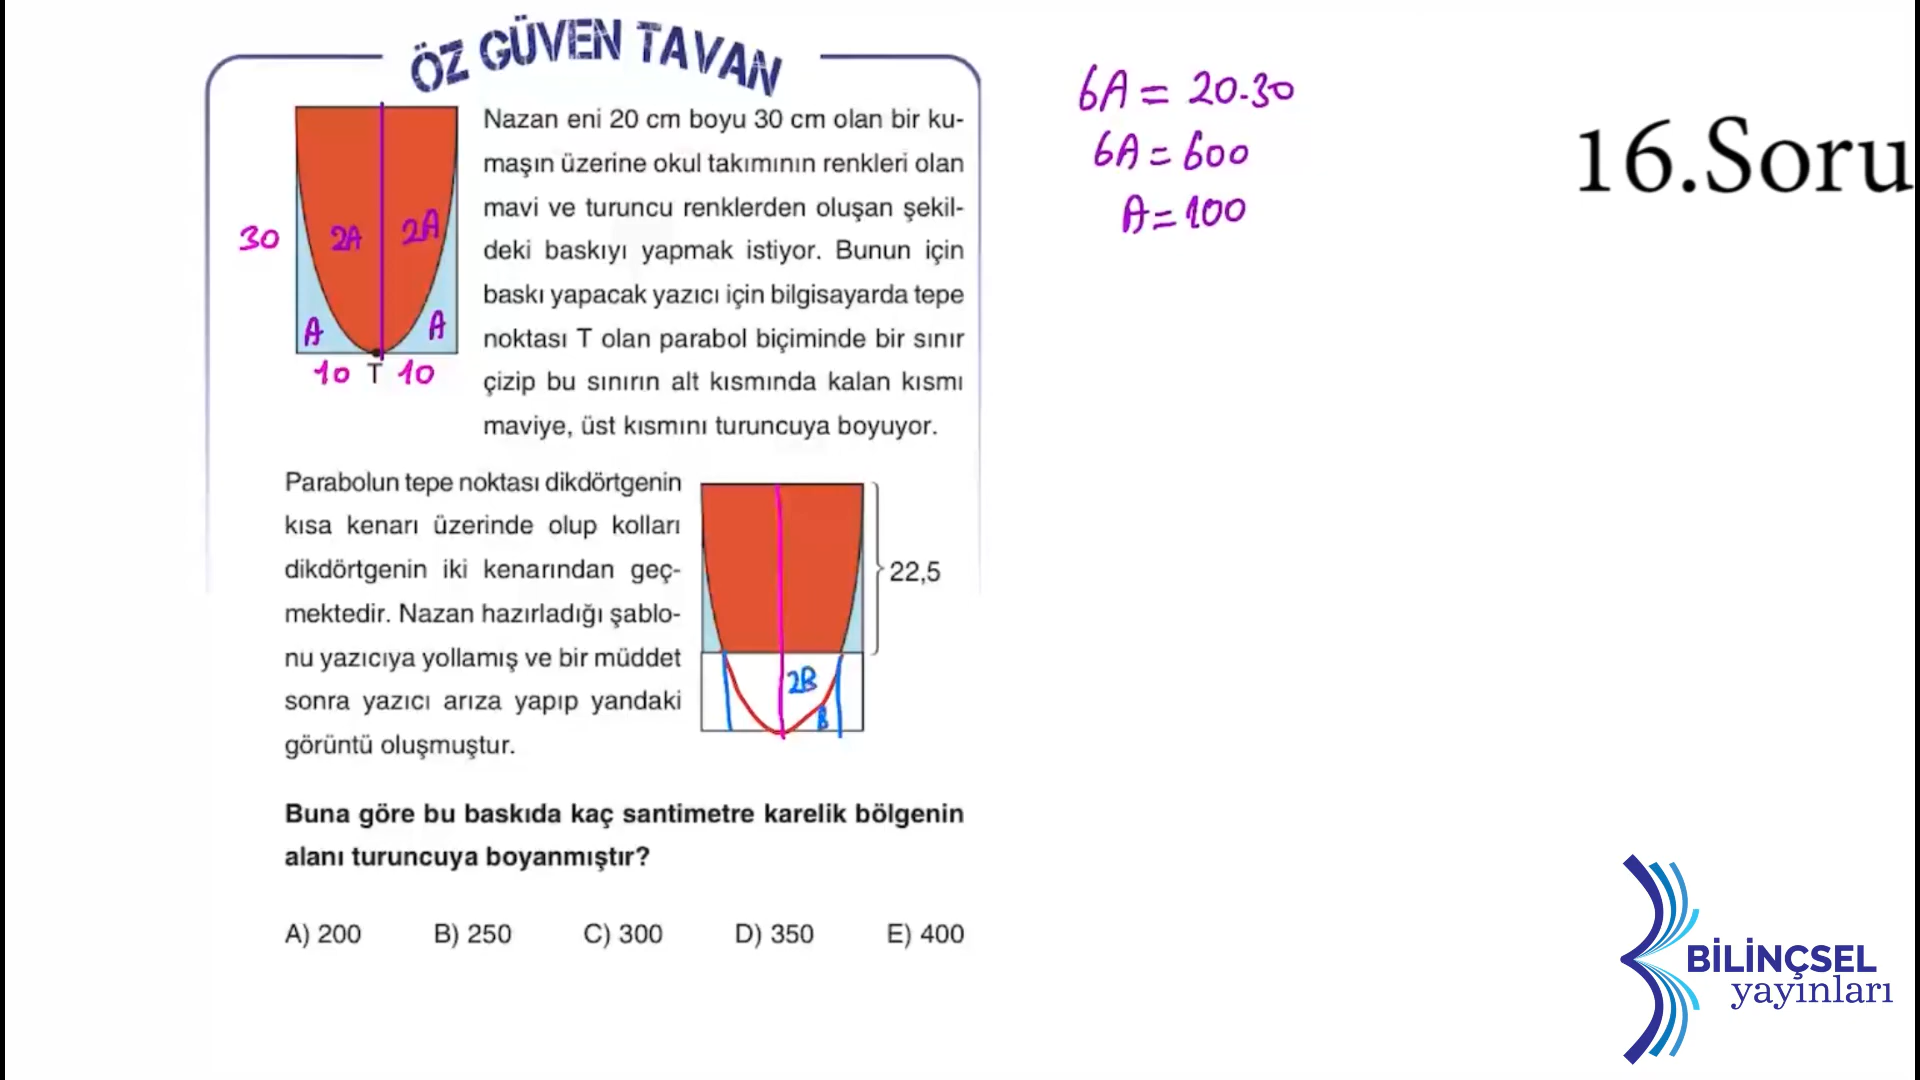 ÖZ GÜVEN TAVAN
Nazan eni 20 cm boyu 30 cm olan bir ku-
maşın üzerine okul takımının renkleri olan
mavi ve turuncu renklerden oluşan şekil-
deki baskıyı yapmak istiyor. Bunun için
baskı yapacak yazıcı için bilgisayarda tepe
noktası T olan parabol biçiminde bir sınır
çizip bu sınırın alt kısmında kalan kısmı
maviye, üst kısmını turuncuya boyuyor.
30
2A 2A
A A
10 T 10
Parabolun tepe noktası dikdörtgenin
kısa kenarı üzerinde olup kolları
dikdörtgenin iki kenarından geç-
mektedir. Nazan hazırladığı şablo-
nu yazıcıya yollamış ve bir müddet
sonra yazıcı arıza yapıp yandaki
görüntü oluşmuştur.
22,5
2B
B
Buna göre bu baskıda kaç santimetre karelik bölgenin
alanı turuncuya boyanmıştır?
A) 200 B) 250 C) 300 D) 350 E) 400
6A = 20.30
6A = 600
A = 100
16.Soru
BİLİNÇSEL
yayınları